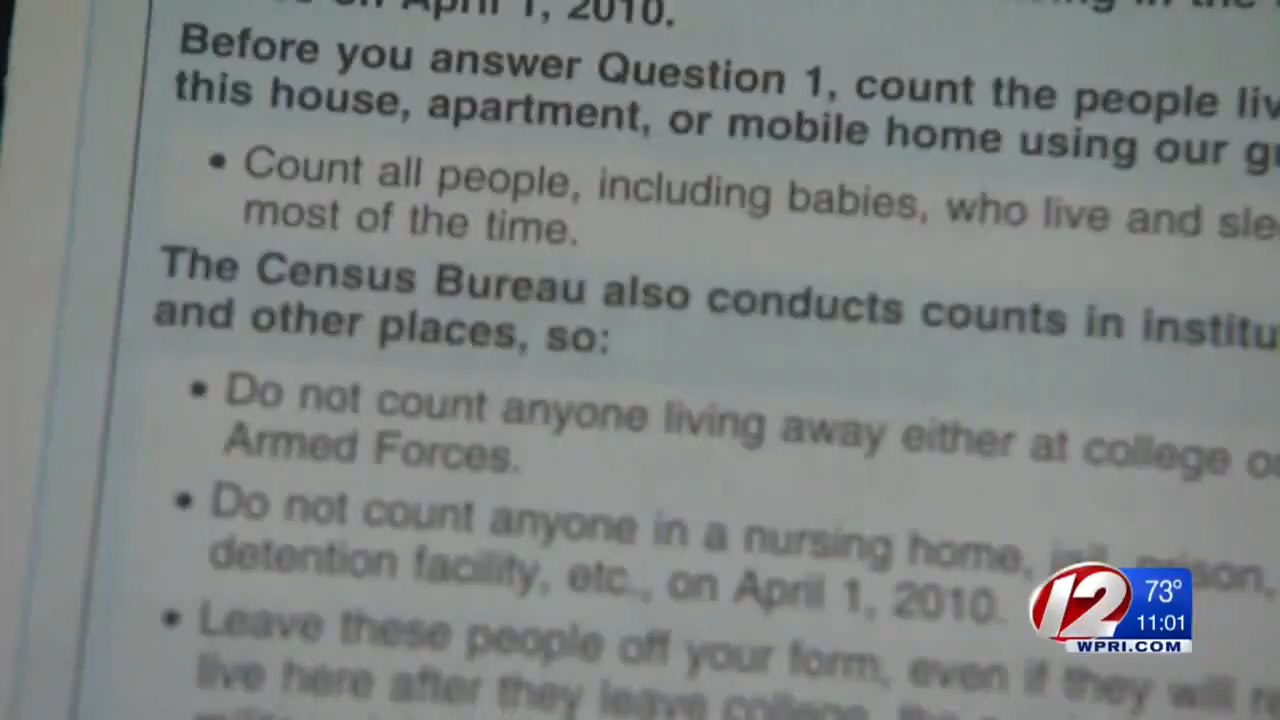 on April 1, 2010.
Before you answer Question 1, count the people liv
this house, apartment, or mobile home using our g
• Count all people, including babies, who live and sle
most of the time.
The Census Bureau also conducts counts in institu
and other places, so:
• Do not count anyone living away either at college o
Armed Forces.
• Do not count anyone in a nursing home, jail, prison,
detention facility, etc., on April 1, 2010.
• Leave these people off your form, even if they will re
live here after they leave college, the
12
73°
11:01
WPRI.COM